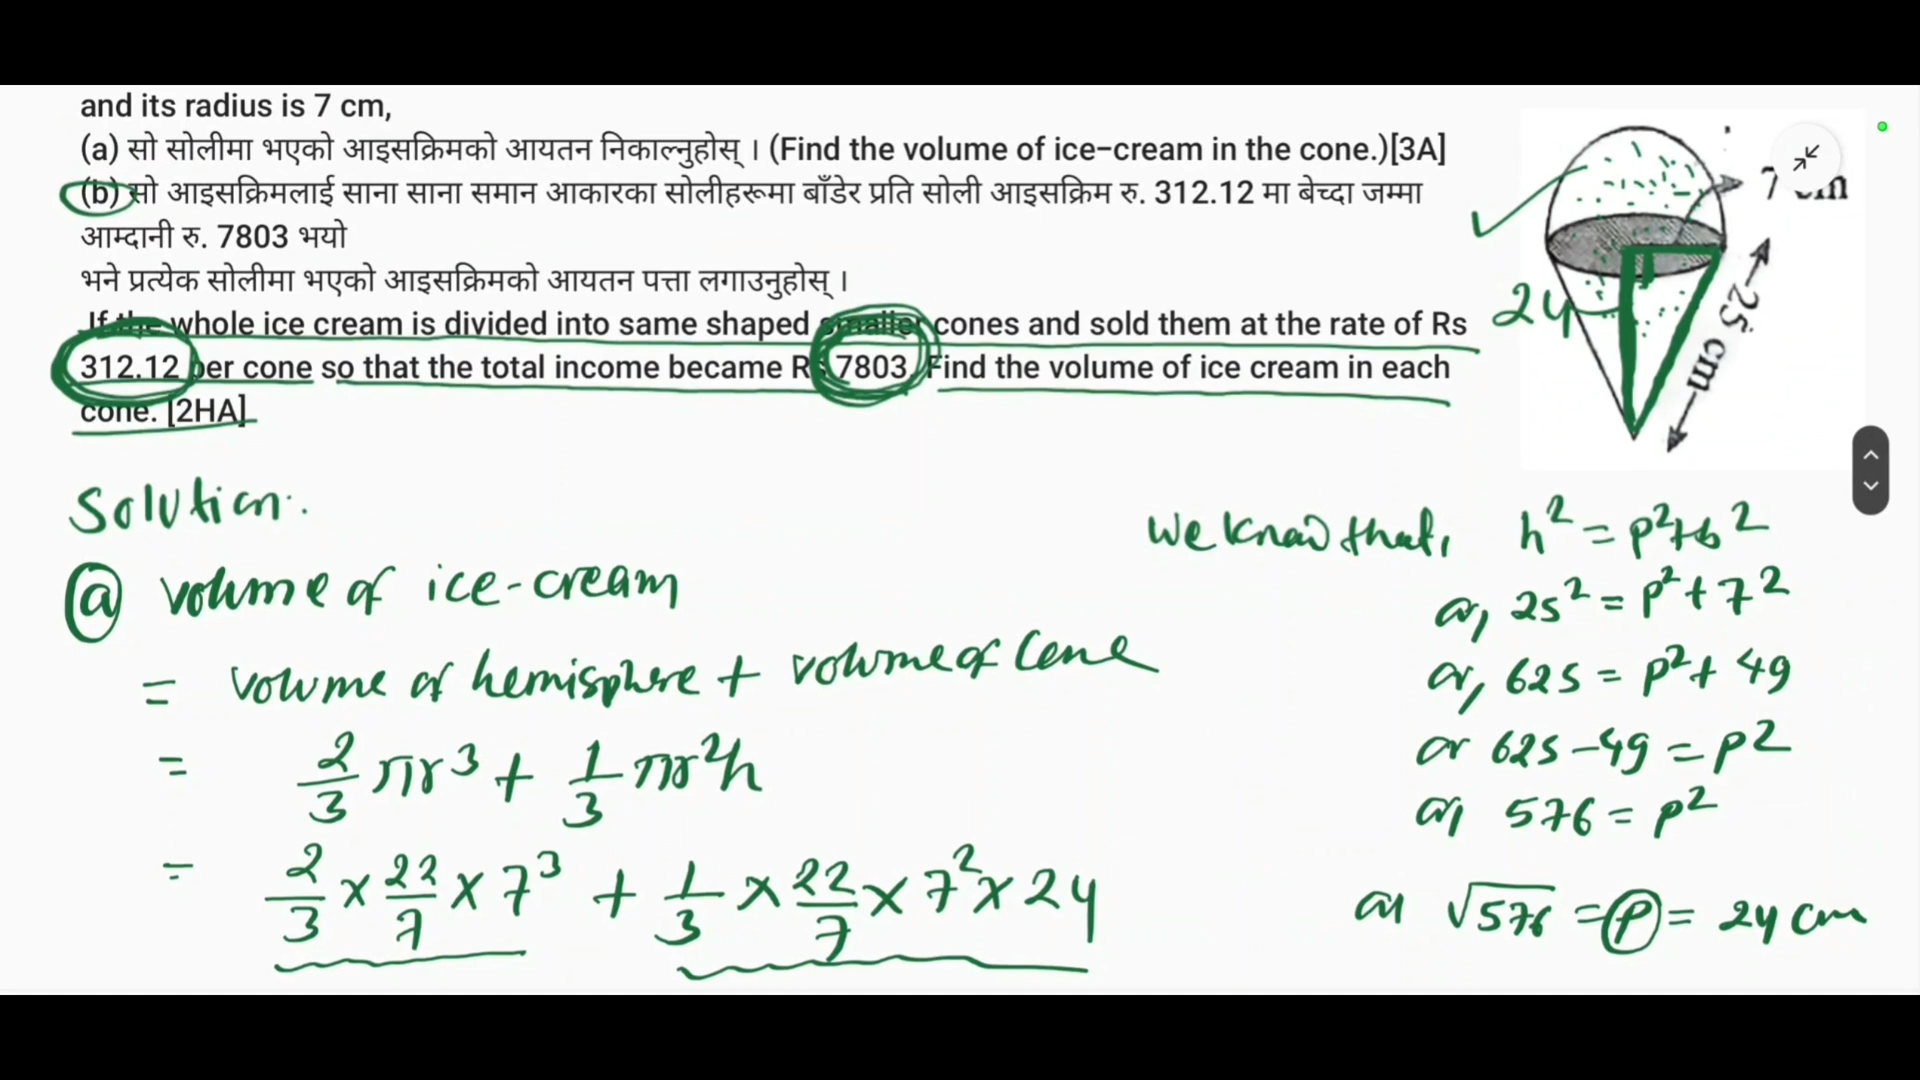 and its radius is 7 cm,
(a) सो सोलीमा भएको आइसक्रिमको आयतन निकाल्नुहोस् । (Find the volume of ice-cream in the cone.)[3A]
(b) सो आइसक्रिमलाई साना साना समान आकारका सोलीहरूमा बाँडेर प्रति सोली आइसक्रिम रु. 312.12 मा बेच्दा जम्मा
आम्दानी रु. 7803 भयो
भने प्रत्येक सोलीमा भएको आइसक्रिमको आयतन पत्ता लगाउनुहोस् ।
If the whole ice cream is divided into same shaped smaller cones and sold them at the rate of Rs
312.12 per cone so that the total income became Rs 7803. Find the volume of ice cream in each
cone. [2HA]
7 cm
24
25 cm
Solution:
ⓐ volume of ice-cream
= volume of hemisphere + volume of Cone
= 2/3 πr³ + 1/3 πr²h
= 2/3 × 22/7 × 7³ + 1/3 × 22/7 × 7² × 24
We know that, h² = p²+b²
or, 25² = p² + 7²
or, 625 = p² + 49
or 625 – 49 = p²
or, 576 = p²
or √576 = p = 24 cm